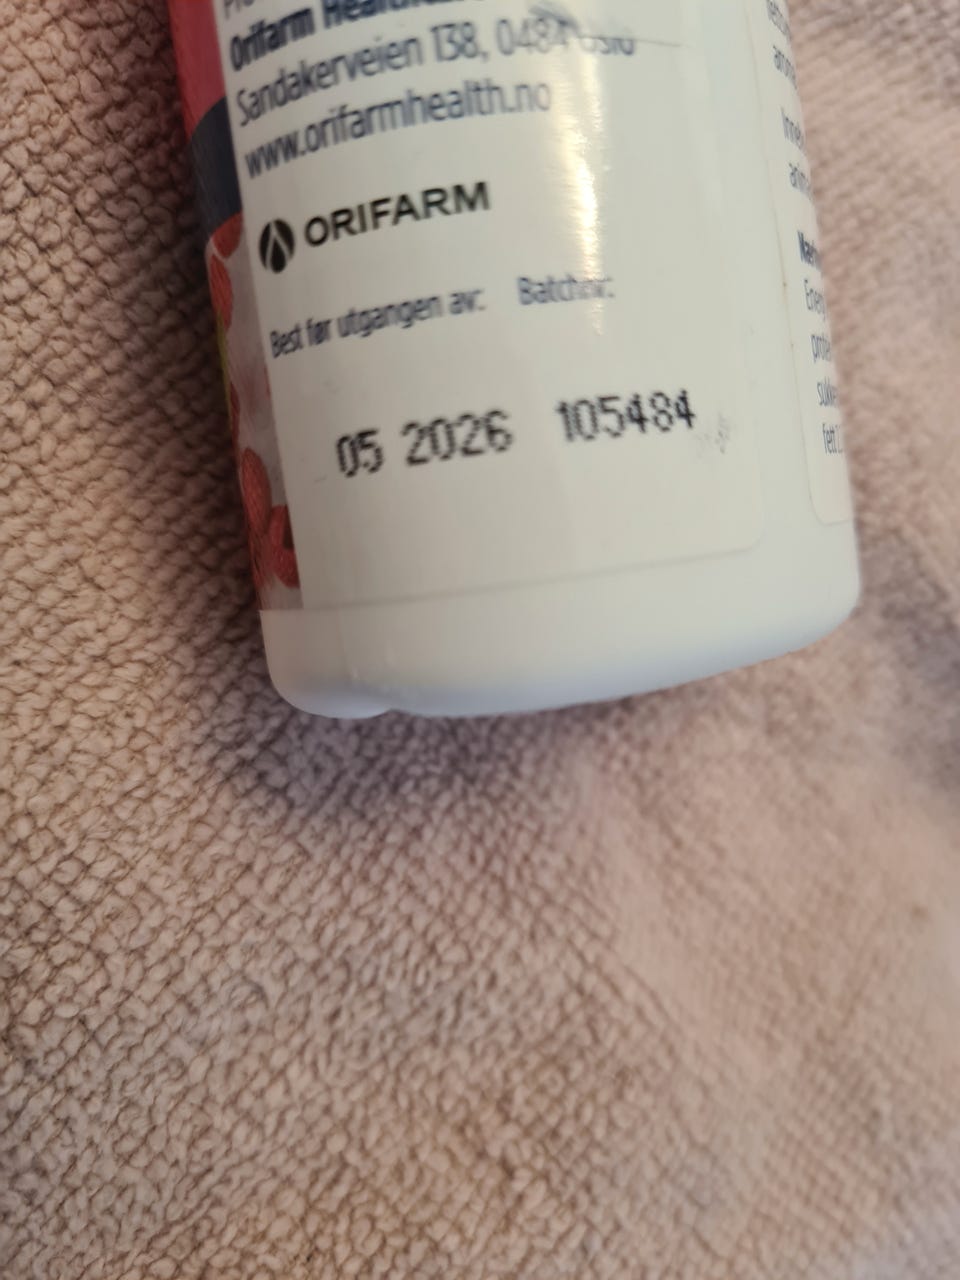 Orifarm Healthcare
Sandakerveien 138, 0484 Oslo
www.orifarmhealth.no
ORIFARM
Best før utgangen av: Batchnr.:
05 2026 105484